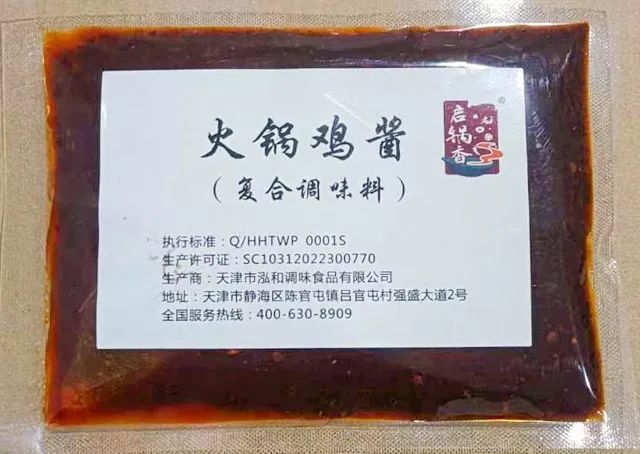 火锅鸡酱
（复合调味料）
启锅香
®
执行标准：Q/HHTWP 0001S
生产许可证：SC10312022300770
生产商：天津市泓和调味食品有限公司
地址：天津市静海区陈官屯镇吕官屯村强盛大道2号
全国服务热线：400-630-8909